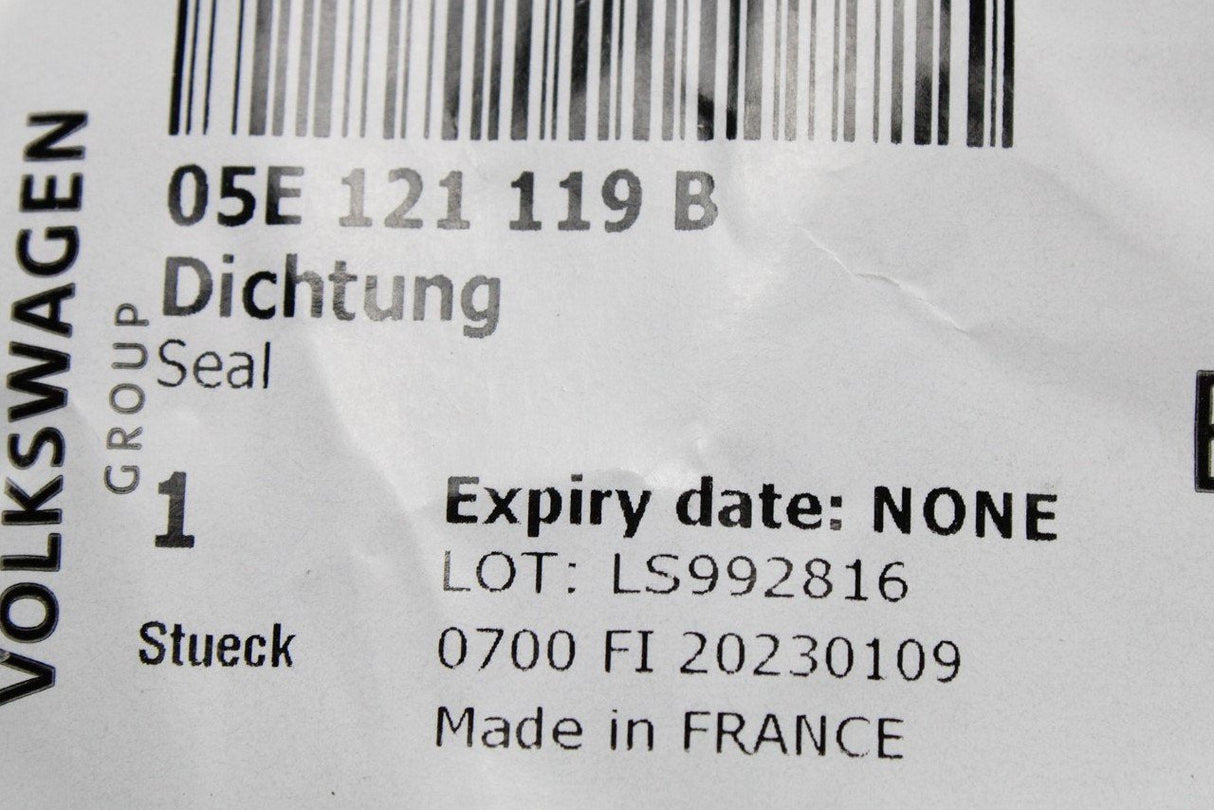 VOLKSWAGEN
GROUP
05E 121 119 B
Dichtung
Seal
1
Stueck
Expiry date: NONE
LOT: LS992816
0700 FI 20230109
Made in FRANCE